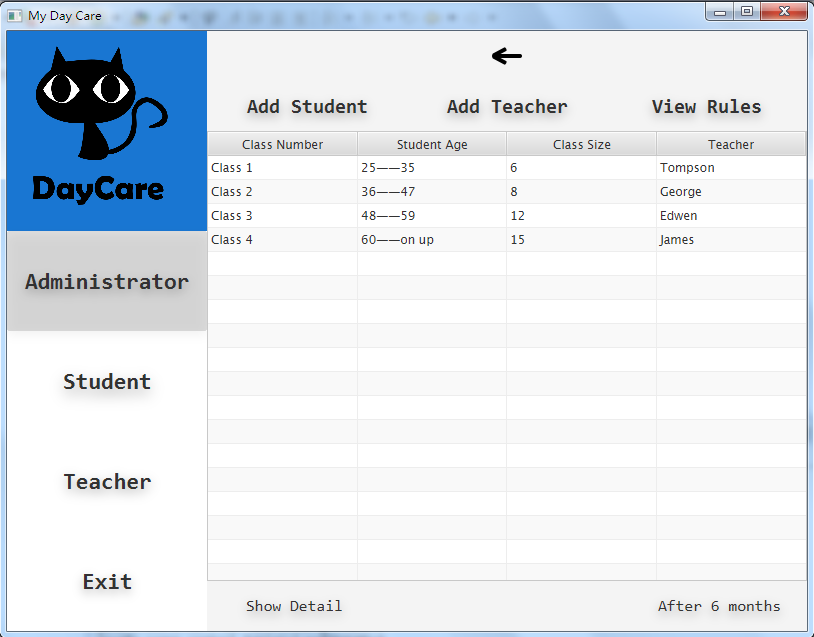 My Day Care
DayCare
Administrator
Student
Teacher
Exit
←
Add Student Add Teacher View Rules
Class Number Student Age Class Size Teacher
Class 1 25——35 6 Tompson
Class 2 36——47 8 George
Class 3 48——59 12 Edwen
Class 4 60——on up 15 James
Show Detail After 6 months